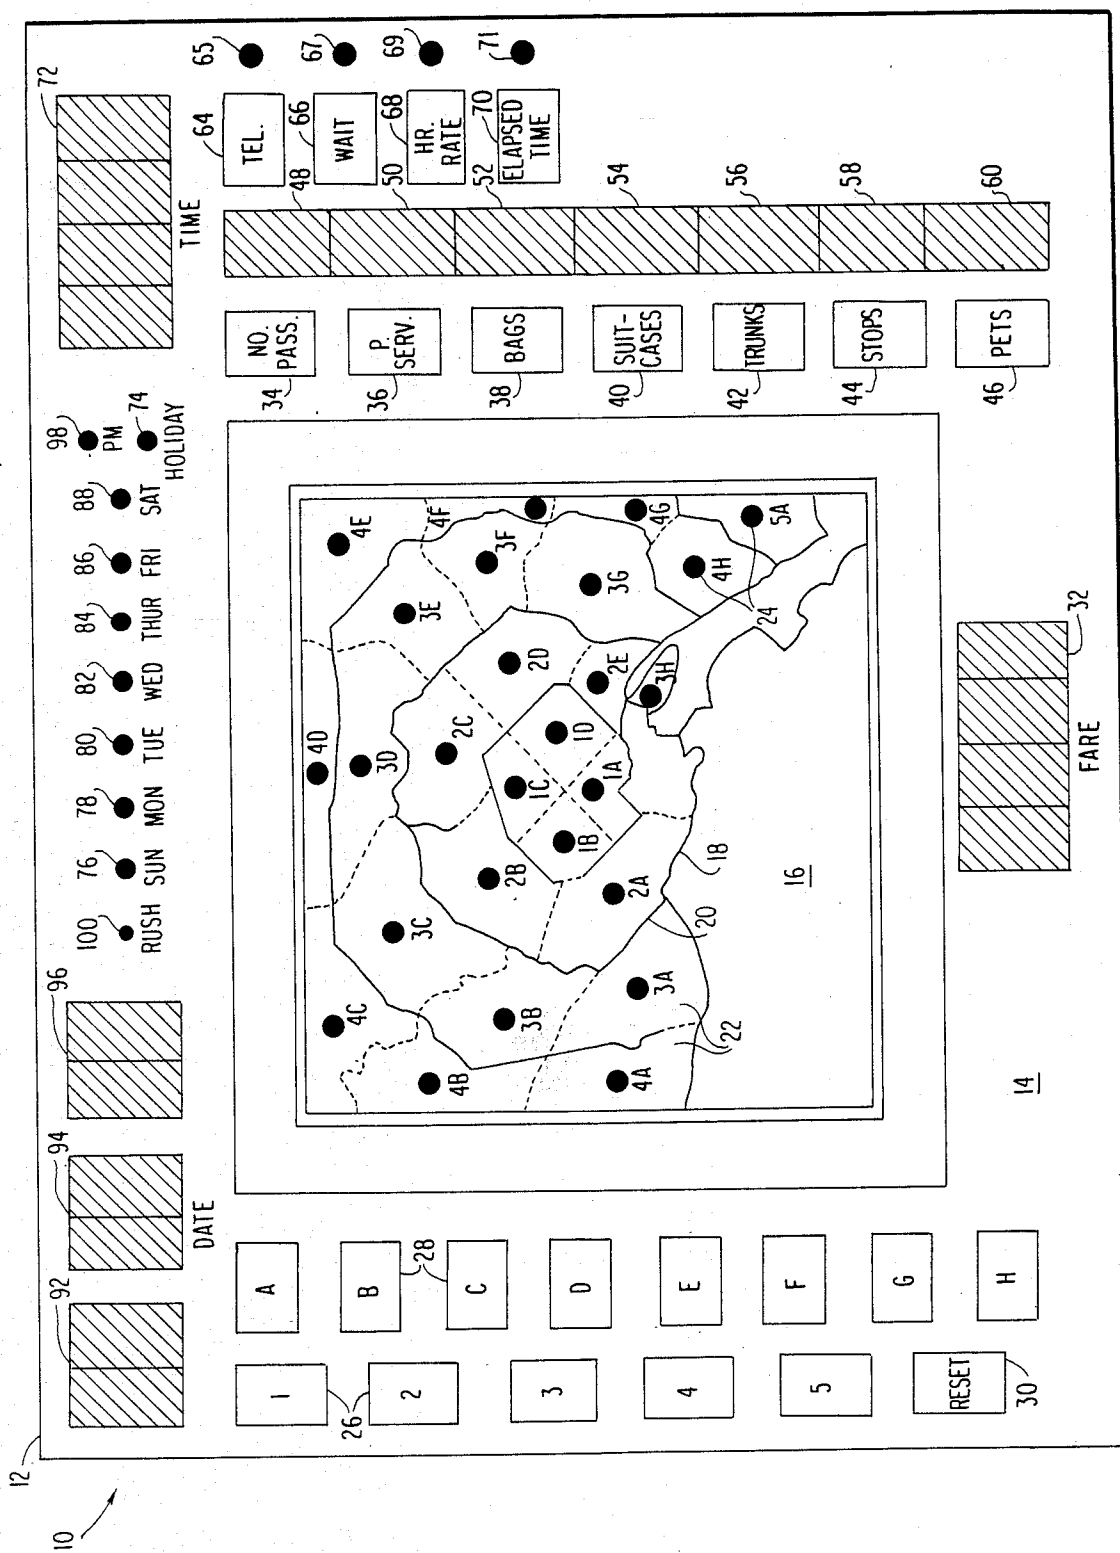 10
12
92
94
96
DATE
100
76
78
80
82
84
86
88
98
PM
74
RUSH
SUN
MON
TUE
WED
THUR
FRI
SAT
HOLIDAY
72
TIME
1
26
2
3
4
5
RESET
30
A
B
28
C
D
E
F
G
H
4C
3C
4D
3D
4E
3E
4F
3F
4B
3B
2B
2C
2D
3G
4G
1C
1D
1B
1A
2E
3H
4H
5A
24
4A
3A
2A
22
20
18
16
14
FARE
32
NO. PASS.
34
P. SERV.
36
BAGS
38
SUIT-CASES
40
TRUNKS
42
STOPS
44
PETS
46
48
50
52
54
56
58
60
64
TEL.
65
66
WAIT
67
68
HR. RATE
69
70
ELAPSED TIME
71